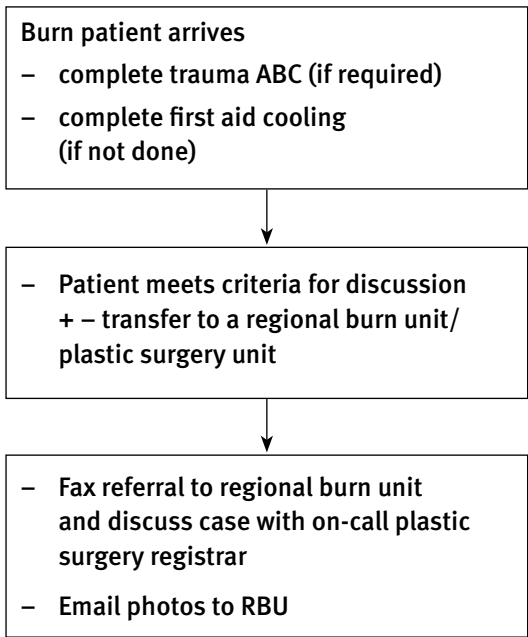 Burn patient arrives
– complete trauma ABC (if required)
– complete first aid cooling
(if not done)
– Patient meets criteria for discussion
+ – transfer to a regional burn unit/
plastic surgery unit
– Fax referral to regional burn unit
and discuss case with on-call plastic
surgery registrar
– Email photos to RBU